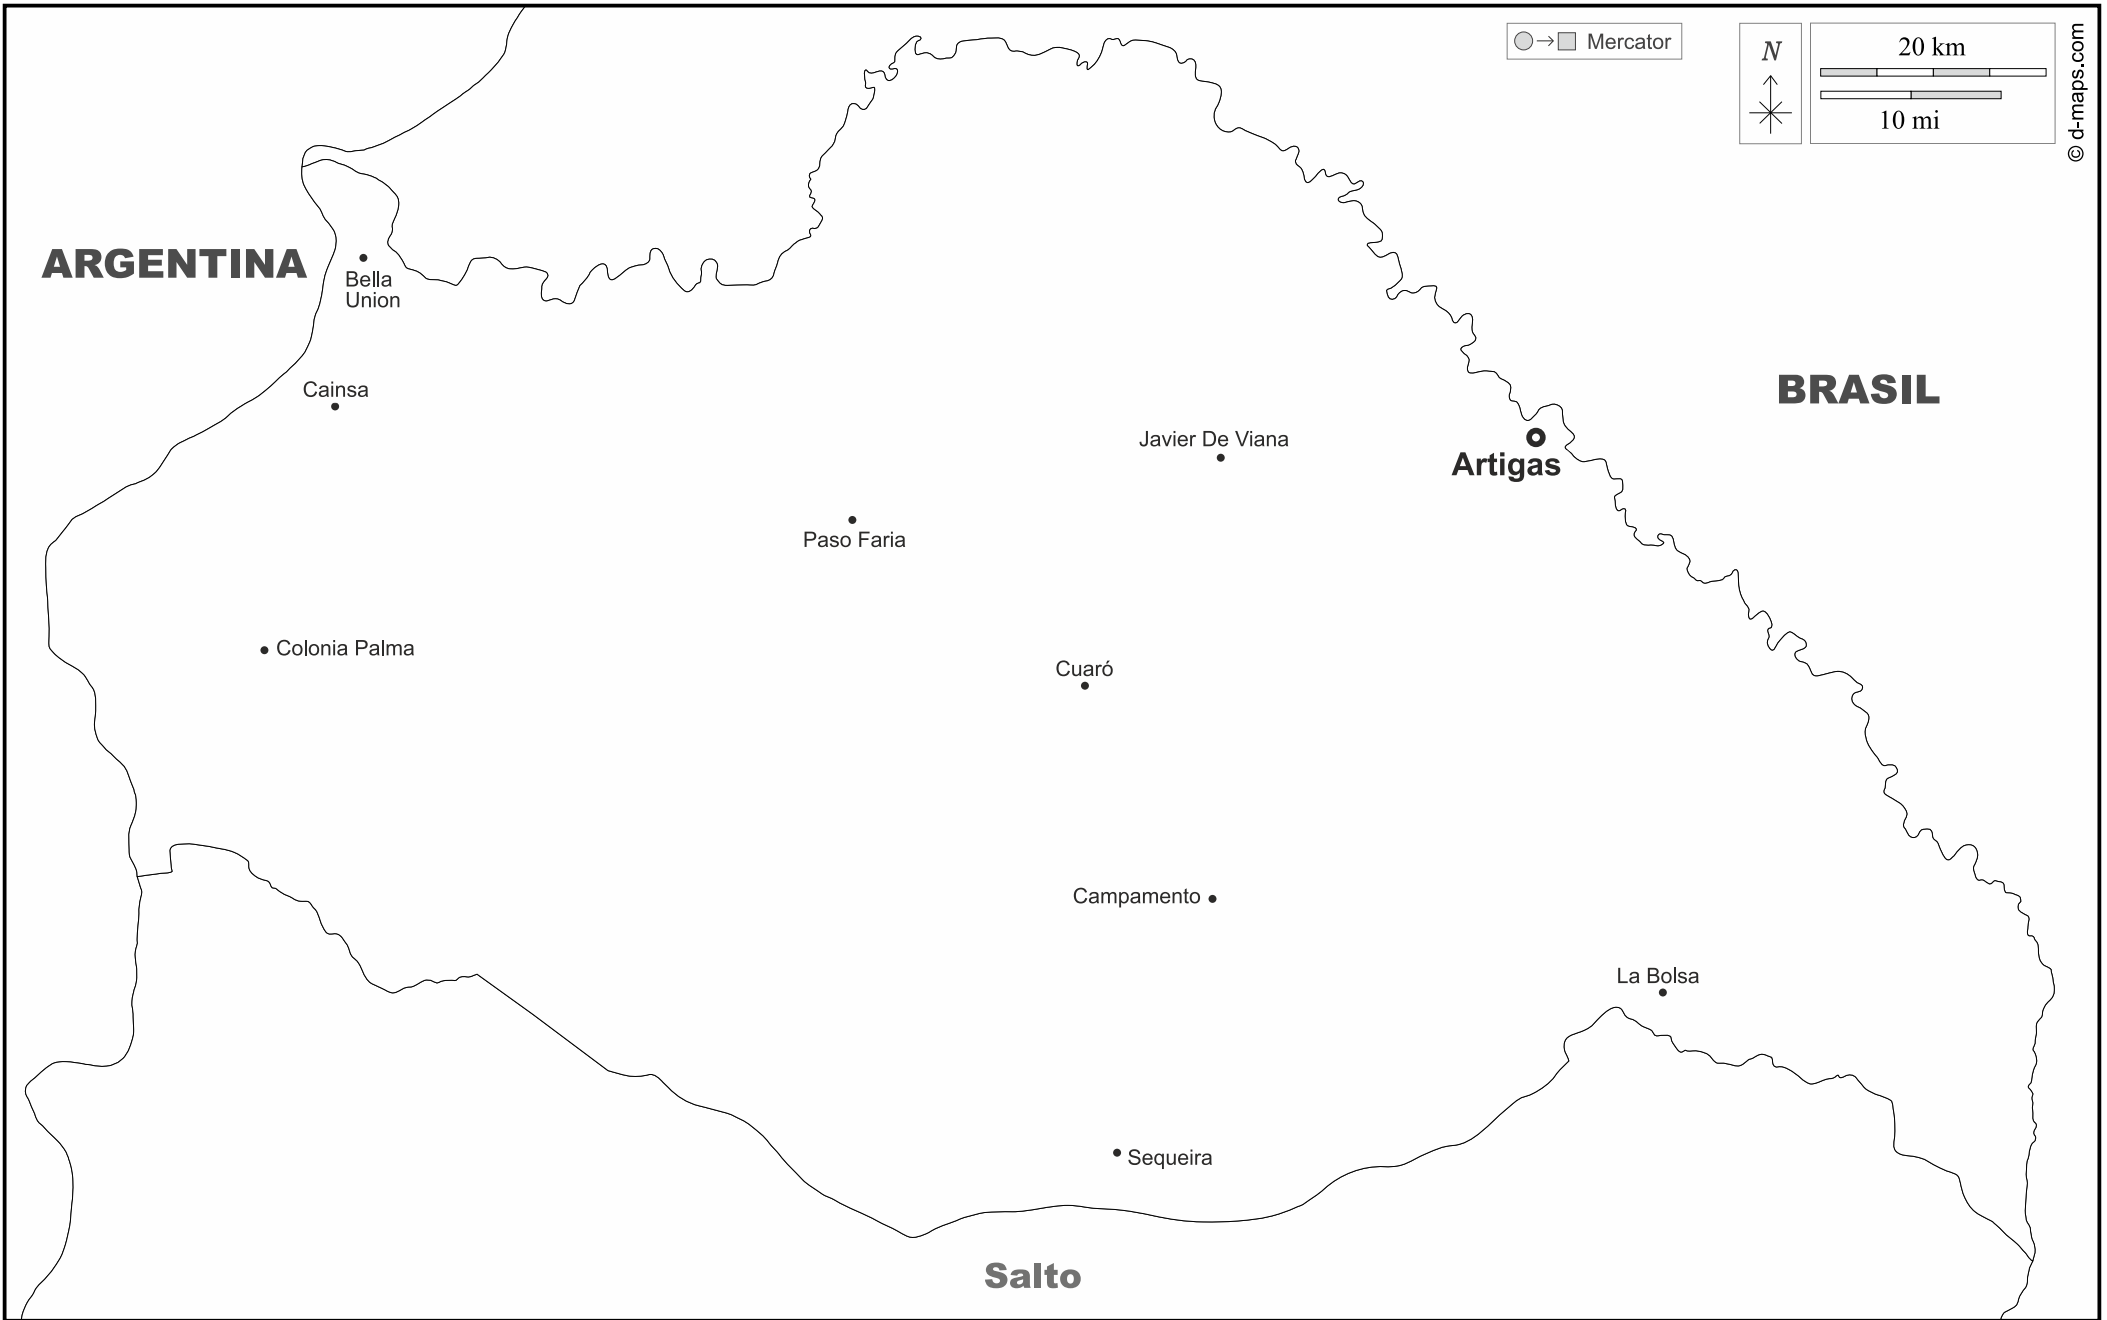 Mercator
N
20 km
10 mi
© d-maps.com
ARGENTINA
Bella
Union
Cainsa
BRASIL
Javier De Viana
Artigas
Paso Faria
Colonia Palma
Cuaró
Campamento
La Bolsa
Sequeira
Salto